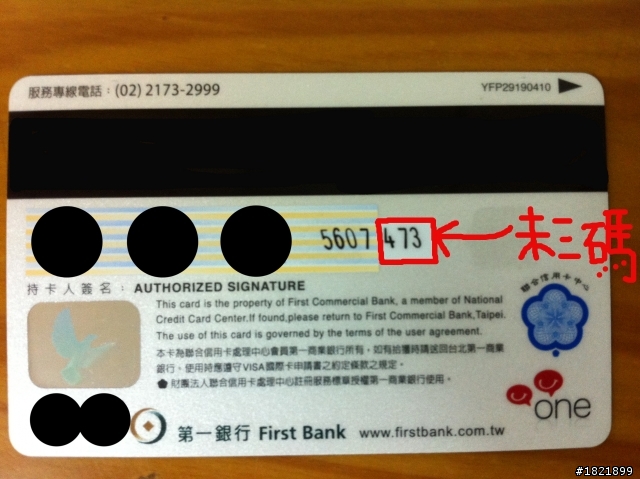 服務專線電話：(02) 2173-2999
YFP29190410
5607 473
末三碼
持卡人簽名： AUTHORIZED SIGNATURE
This card is the property of First Commercial Bank, a member of National
Credit Card Center.If found,please return to First Commercial Bank,Taipei.
The use of this card is governed by the terms of the user agreement.
本卡為聯合信用卡處理中心會員第一商業銀行所有，如有拾獲時請送回台北第一商業
銀行。使用時應遵守VISA國際卡申請書之約定條款之規定。
財團法人聯合信用卡處理中心註冊服務標章授權第一商業銀行使用。
聯合信用卡中心
one
第一銀行 First Bank www.firstbank.com.tw
#1821899